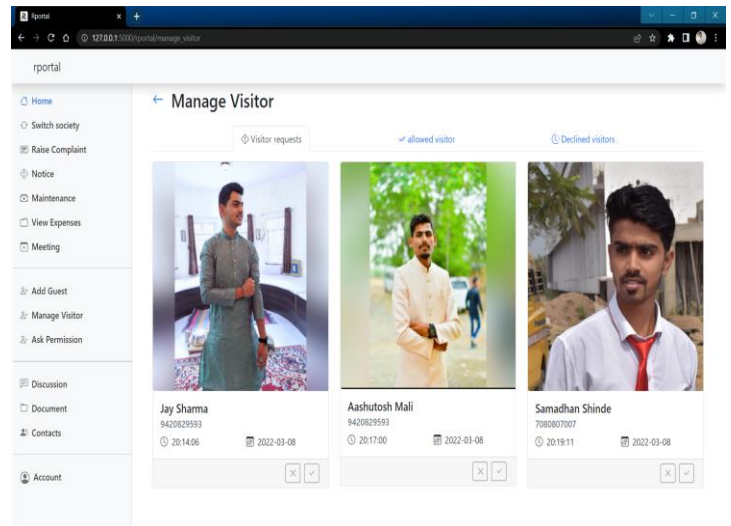 Rportal
127.0.0.1:5000/rportal/manage_visitor
rportal
Home
Switch society
Raise Complaint
Notice
Maintenance
View Expenses
Meeting
Add Guest
Manage Visitor
Ask Permission
Discussion
Document
Contacts
Account
← Manage Visitor
Visitor requests
allowed visitor
Declined visitors
Jay Sharma
9420829593
20:14:06 2022-03-08
Aashutosh Mali
9420829593
20:17:00 2022-03-08
Samadhan Shinde
7080807007
20:19:11 2022-03-08